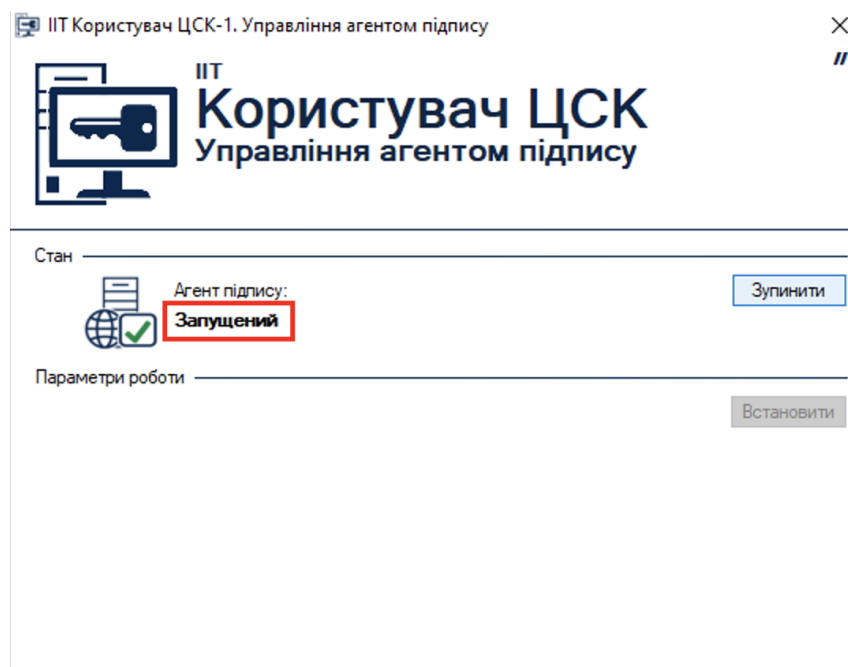 ІІТ Користувач ЦСК-1. Управління агентом підпису
ІІТ
Користувач ЦСК
Управління агентом підпису
Стан
Агент підпису:
Зупинити
Запущений
Параметри роботи
Встановити